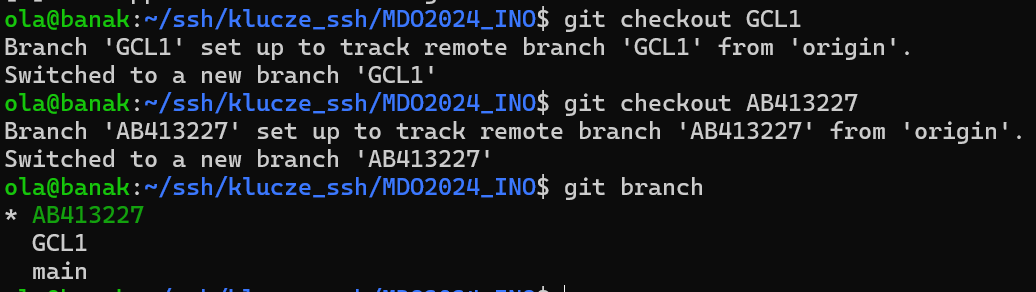 ola@banak:~/ssh/klucze_ssh/MDO2024_INO$ git checkout GCL1
Branch 'GCL1' set up to track remote branch 'GCL1' from 'origin'.
Switched to a new branch 'GCL1'
ola@banak:~/ssh/klucze_ssh/MDO2024_INO$ git checkout AB413227
Branch 'AB413227' set up to track remote branch 'AB413227' from 'origin'.
Switched to a new branch 'AB413227'
ola@banak:~/ssh/klucze_ssh/MDO2024_INO$ git branch
* AB413227
  GCL1
  main